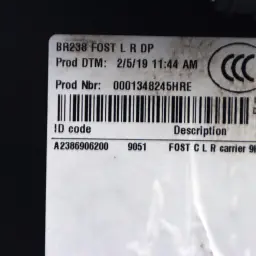 BR238 FOST L R DP
Prod DTM: 2/5/19 11:44 AM
Prod Nbr: 0001348245HRE
ID code Description
A2386906200 9051 FOST C L R carrier